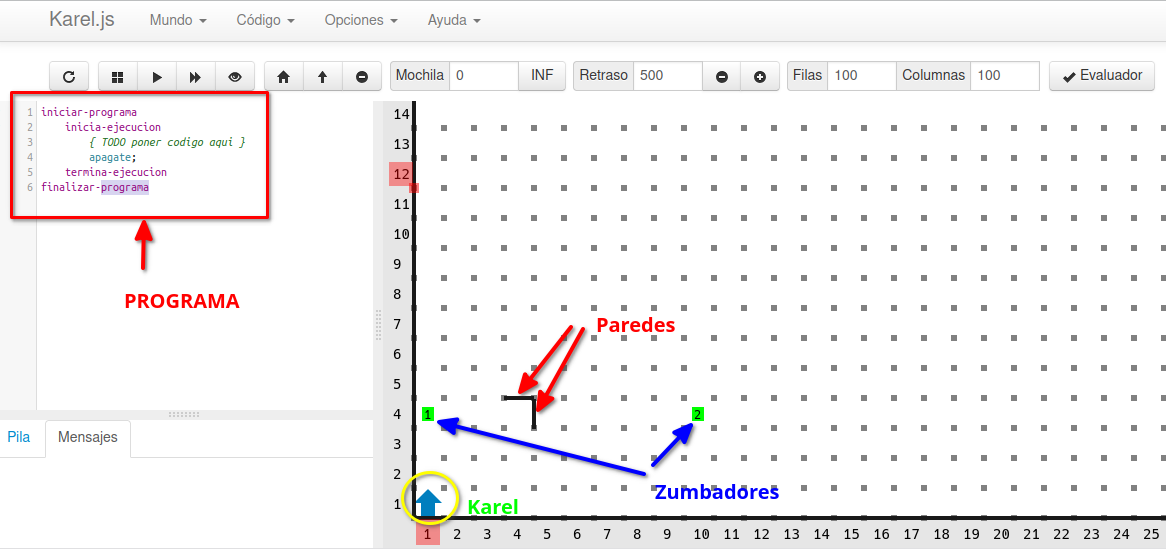 Karel.js Mundo Código Opciones Ayuda
Mochila 0 INF Retraso 500 Filas 100 Columnas 100 Evaluador
1 iniciar-programa
2 inicia-ejecucion
3 { TODO poner codigo aqui }
4 apagate;
5 termina-ejecucion
6 finalizar-programa
PROGRAMA
Pila Mensajes
14
13
12
11
10
9
8
7
Paredes
6
5
4 1 2
3
2
Zumbadores
1 Karel
1 2 3 4 5 6 7 8 9 10 11 12 13 14 15 16 17 18 19 20 21 22 23 24 25